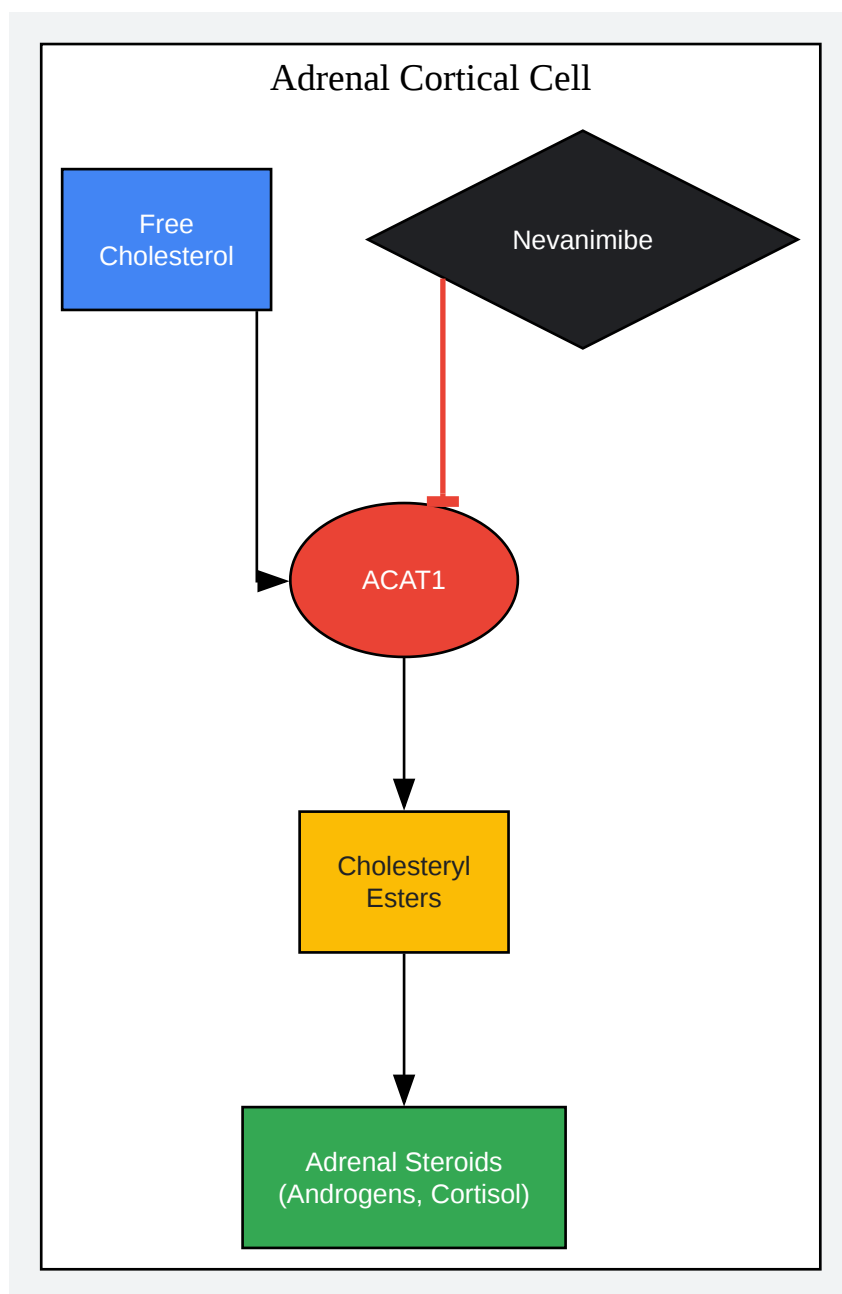 Adrenal Cortical Cell
Free
Cholesterol
Nevanimibe
ACAT1
Cholesteryl
Esters
Adrenal Steroids
(Androgens, Cortisol)